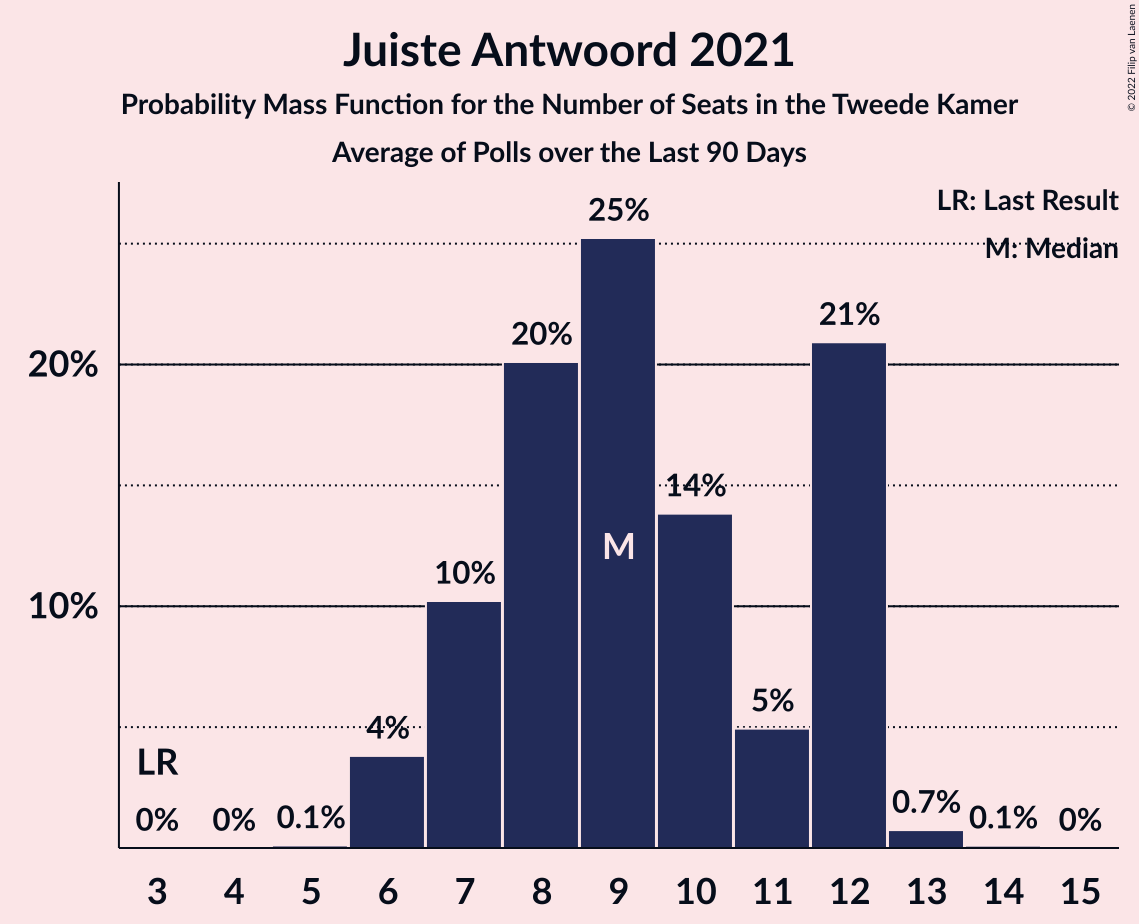 Juiste Antwoord 2021
Probability Mass Function for the Number of Seats in the Tweede Kamer
Average of Polls over the Last 90 Days
© 2022 Filip van Laenen
LR: Last Result
M: Median
25%
21%
20%
20%
14%
M
10%
10%
5%
4%
LR
0.7%
0%
0%
0.1%
0.1%
0%
3 4 5 6 7 8 9 10 11 12 13 14 15